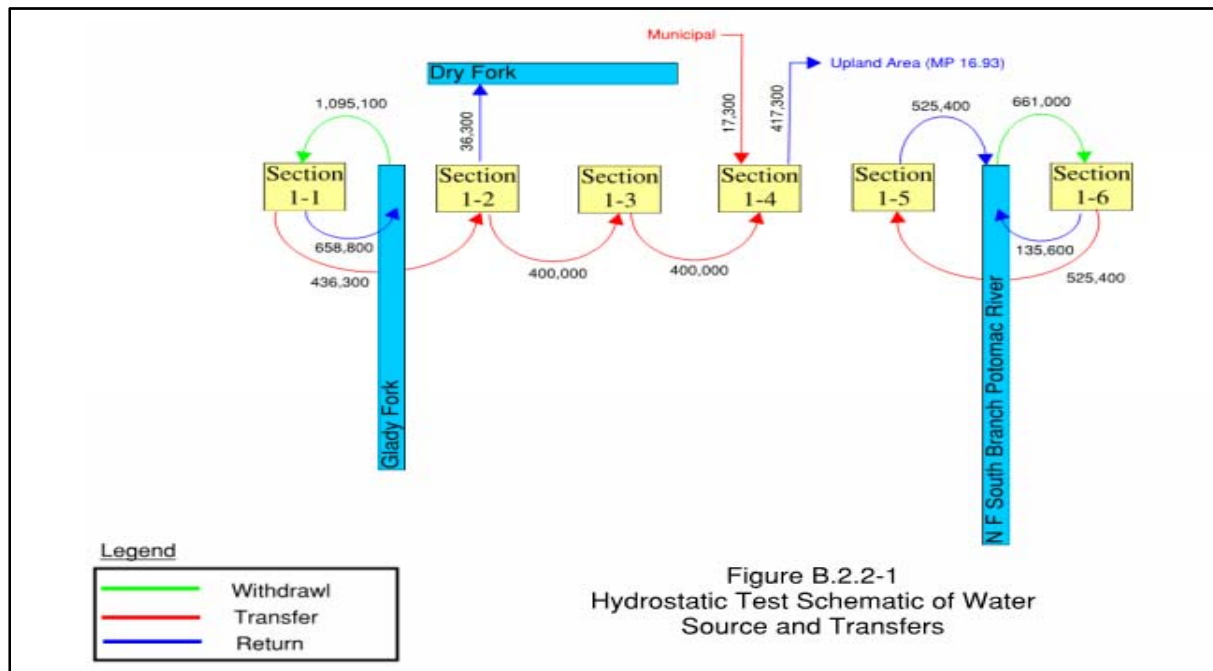 Municipal
Dry Fork
Upland Area (MP 16.93)
1,095,100
36,300
17,300
417,300
525,400
661,000
Section
1-1
Section
1-2
Section
1-3
Section
1-4
Section
1-5
Section
1-6
658,800
436,300
400,000
400,000
135,600
525,400
Glady Fork
N F South Branch Potomac River
Legend
Withdrawl
Transfer
Return
Figure B.2.2-1
Hydrostatic Test Schematic of Water
Source and Transfers